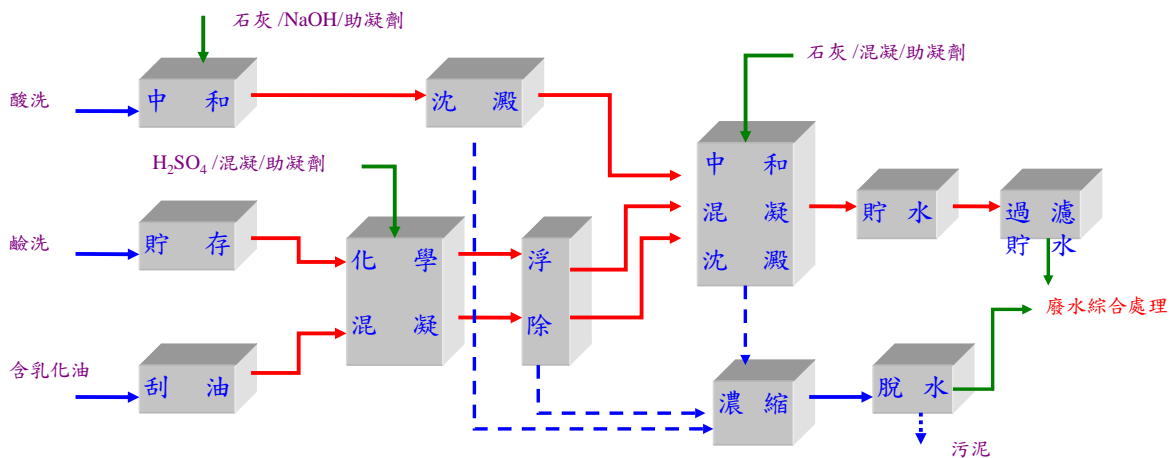 石灰/NaOH/助凝劑
石灰/混凝/助凝劑
酸洗
中 和
沈 澱
H₂SO₄/混凝/助凝劑
中 和
混 凝
沈 澱
貯 水
過 濾
貯 水
鹼洗
貯 存
化 學
混 凝
浮
除
廢水綜合處理
含乳化油
刮 油
濃 縮
脫 水
污泥